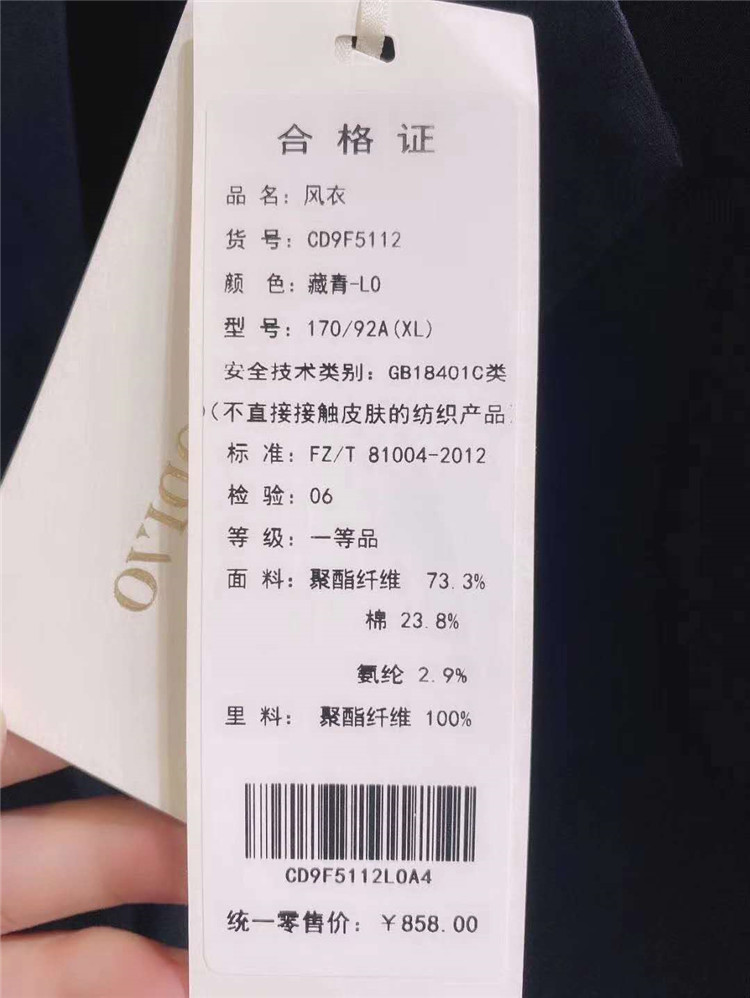 合格证
品 名：风衣
货 号：CD9F5112
颜 色：藏青-L0
型 号：170/92A(XL)
安全技术类别：GB18401C类
（不直接接触皮肤的纺织产品
标 准：FZ/T 81004-2012
检 验：06
等 级：一等品
面 料：聚酯纤维 73.3%
棉 23.8%
氨纶 2.9%
里 料： 聚酯纤维 100%
CD9F5112L0A4
统一零售价：￥858.00